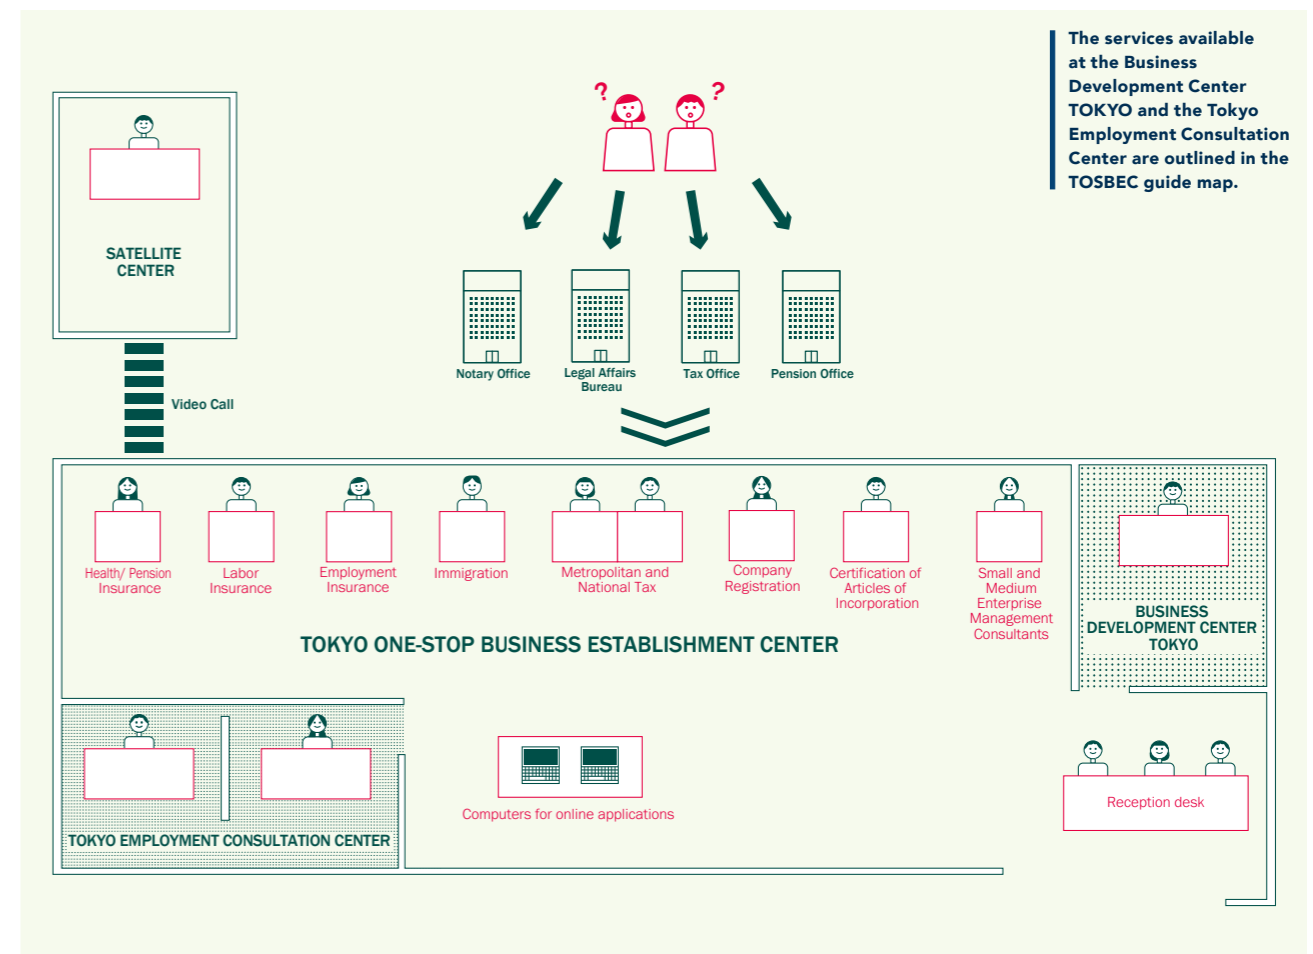 The services available
at the Business
Development Center
TOKYO and the Tokyo
Employment Consultation
Center are outlined in the
TOSBEC guide map.
?
?
SATELLITE
CENTER
Notary Office
Legal Affairs
Bureau
Tax Office
Pension Office
Video Call
Health/ Pension
Insurance
Labor
Insurance
Employment
Insurance
Immigration
Metropolitan and
National Tax
Company
Registration
Certification of
Articles of
Incorporation
Small and
Medium
Enterprise
Management
Consultants
BUSINESS
DEVELOPMENT CENTER
TOKYO
TOKYO ONE-STOP BUSINESS ESTABLISHMENT CENTER
TOKYO EMPLOYMENT CONSULTATION CENTER
Computers for online applications
Reception desk